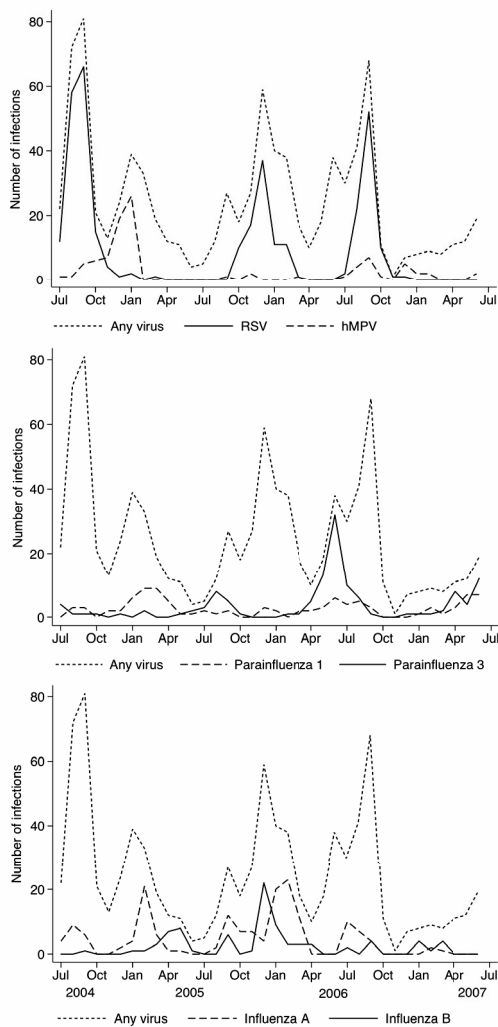 Number of infections
80
60
40
20
0
Jul Oct Jan Apr Jul Oct Jan Apr Jul Oct Jan Apr Jul
Any virus RSV hMPV
Number of infections
80
60
40
20
0
Jul Oct Jan Apr Jul Oct Jan Apr Jul Oct Jan Apr Jul
Any virus Parainfluenza 1 Parainfluenza 3
Number of infections
80
60
40
20
0
Jul Oct Jan Apr Jul Oct Jan Apr Jul Oct Jan Apr Jul
2004 2005 2006 2007
Any virus Influenza A Influenza B